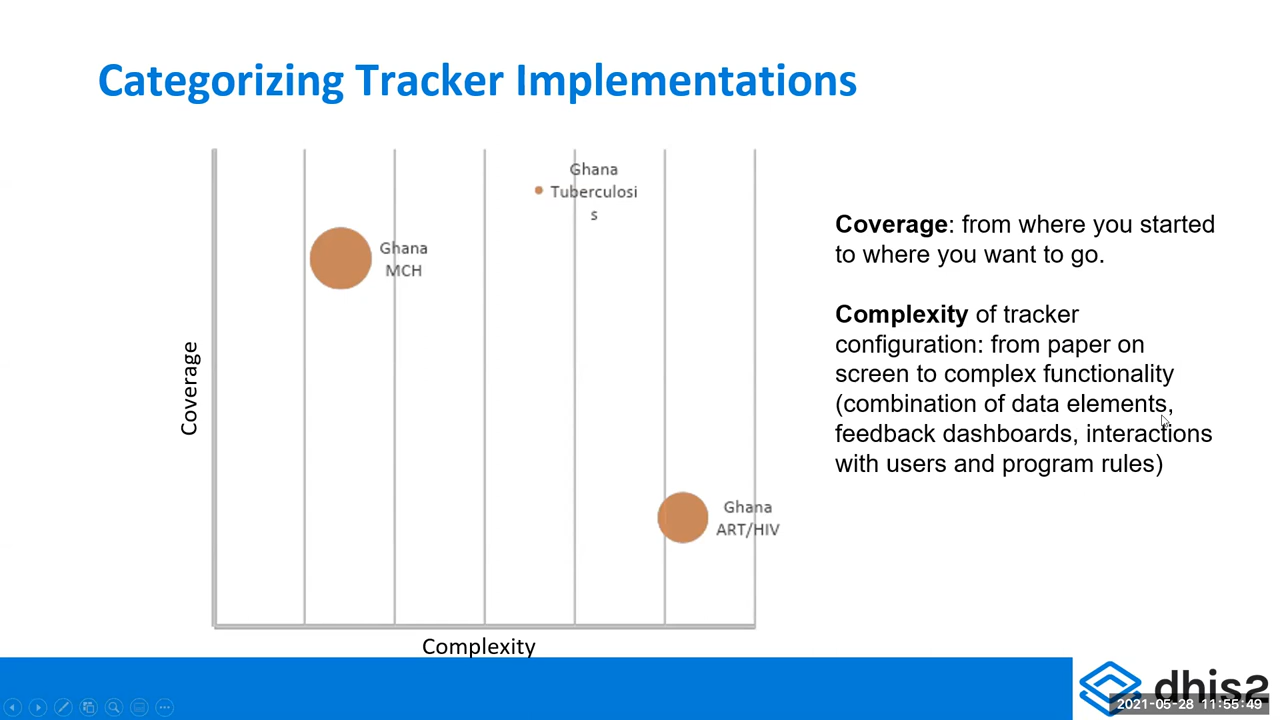 Categorizing Tracker Implementations
Ghana
Tuberculosi
s
Ghana
MCH
Coverage
Ghana
ART/HIV
Complexity
Coverage: from where you started
to where you want to go.
Complexity of tracker
configuration: from paper on
screen to complex functionality
(combination of data elements,
feedback dashboards, interactions
with users and program rules)
dhis2
2021-05-28 11:55:49